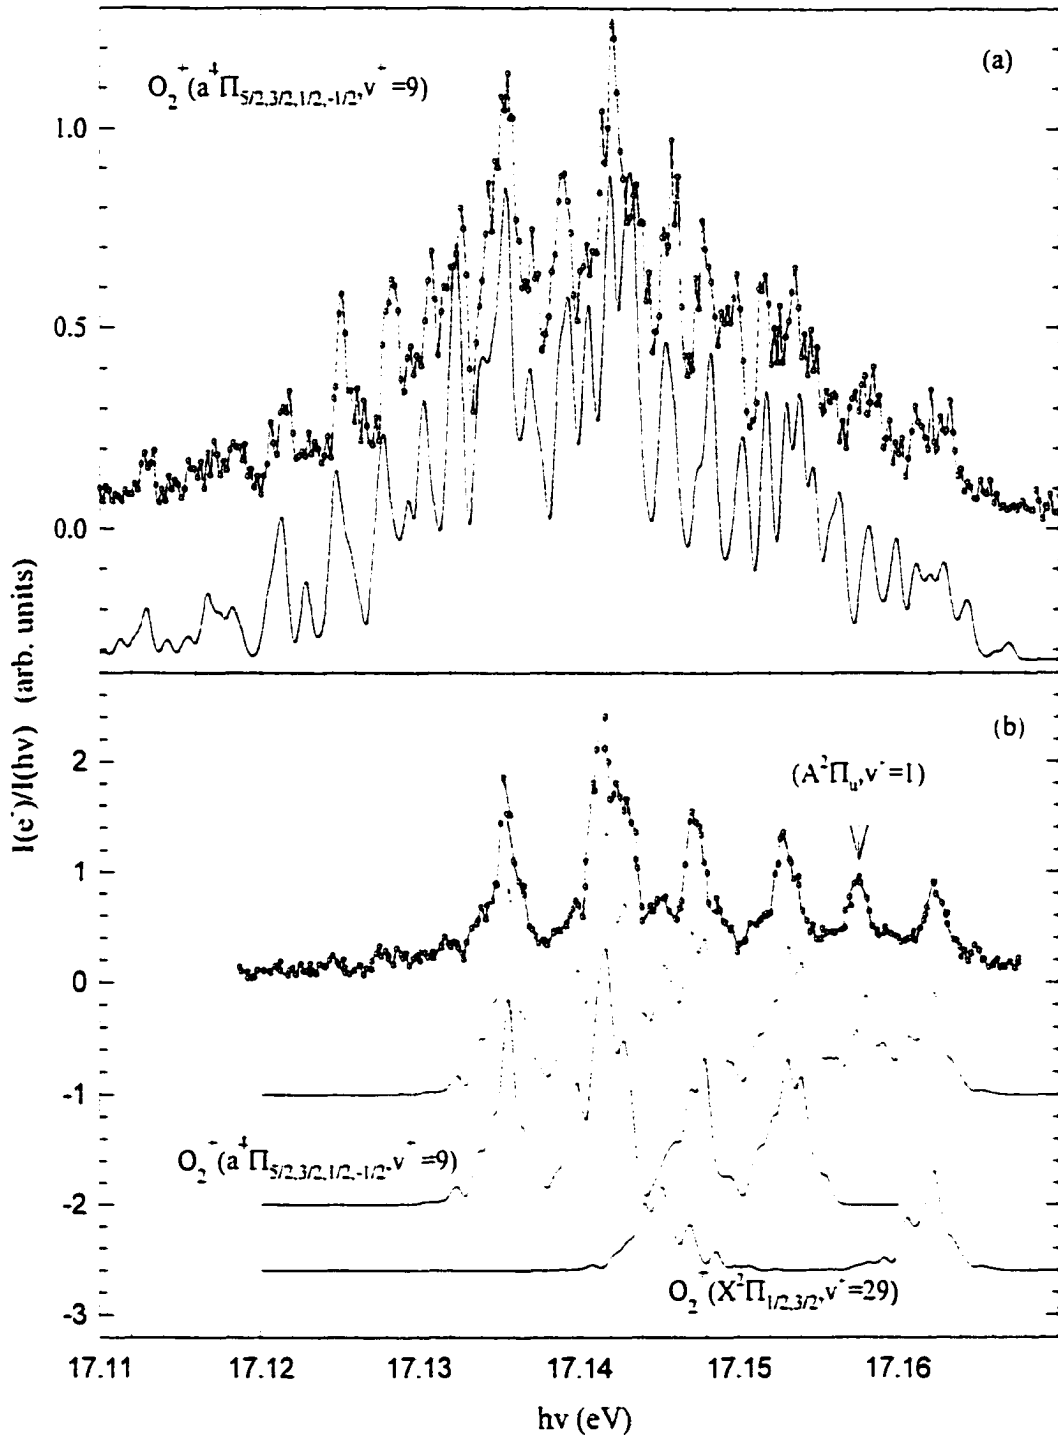 (a)
O₂⁺(a⁴Π₅/₂,₃/₂,₁/₂,₋₁/₂,v⁺=9)
1.0
0.5
0.0
I(e⁻)/I(hν) (arb. units)
(b)
(A²Πᵤ,v⁺=1)
2
1
0
-1
O₂⁺(a⁴Π₅/₂,₃/₂,₁/₂,₋₁/₂,v⁺=9)
-2
O₂⁺(X²Π₁/₂,₃/₂,v⁺=29)
-3
17.11 17.12 17.13 17.14 17.15 17.16
hν (eV)